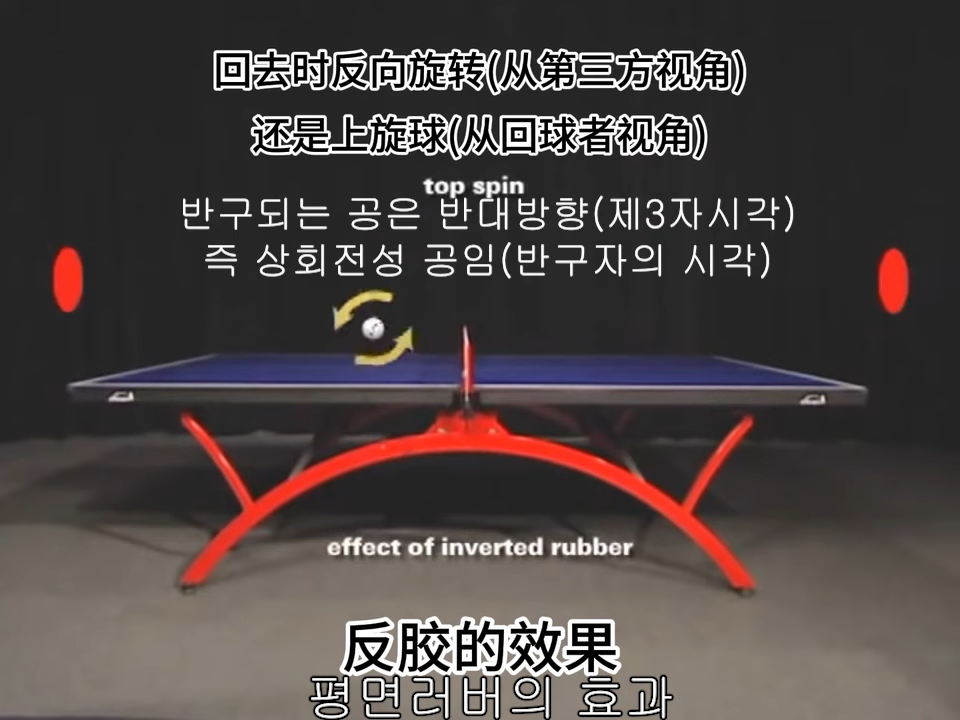 回去时反向旋转(从第三方视角)
还是上旋球(从回球者视角)
top spin
반구되는 공은 반대방향(제3자시각)
즉 상회전성 공임(반구자의 시각)
effect of inverted rubber
反胶的效果
평면러버의 효과